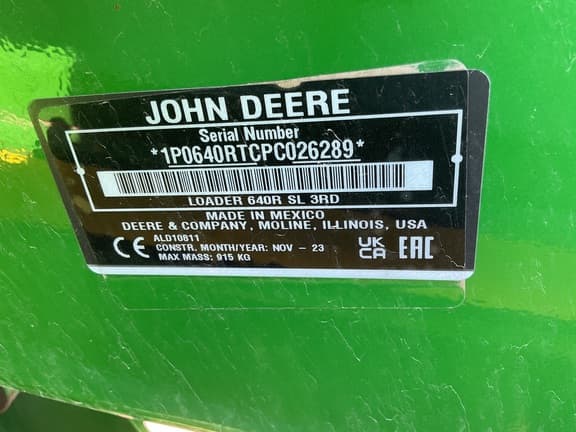 JOHN DEERE
Serial Number
*1P0640RTCPC026289*
LOADER 640R SL 3RD
MADE IN MEXICO
DEERE & COMPANY, MOLINE, ILLINOIS, USA
ALD10811
CONSTR. MONTH/YEAR: NOV - 23
MAX MASS: 915 KG
CE
UK
CA
EAC